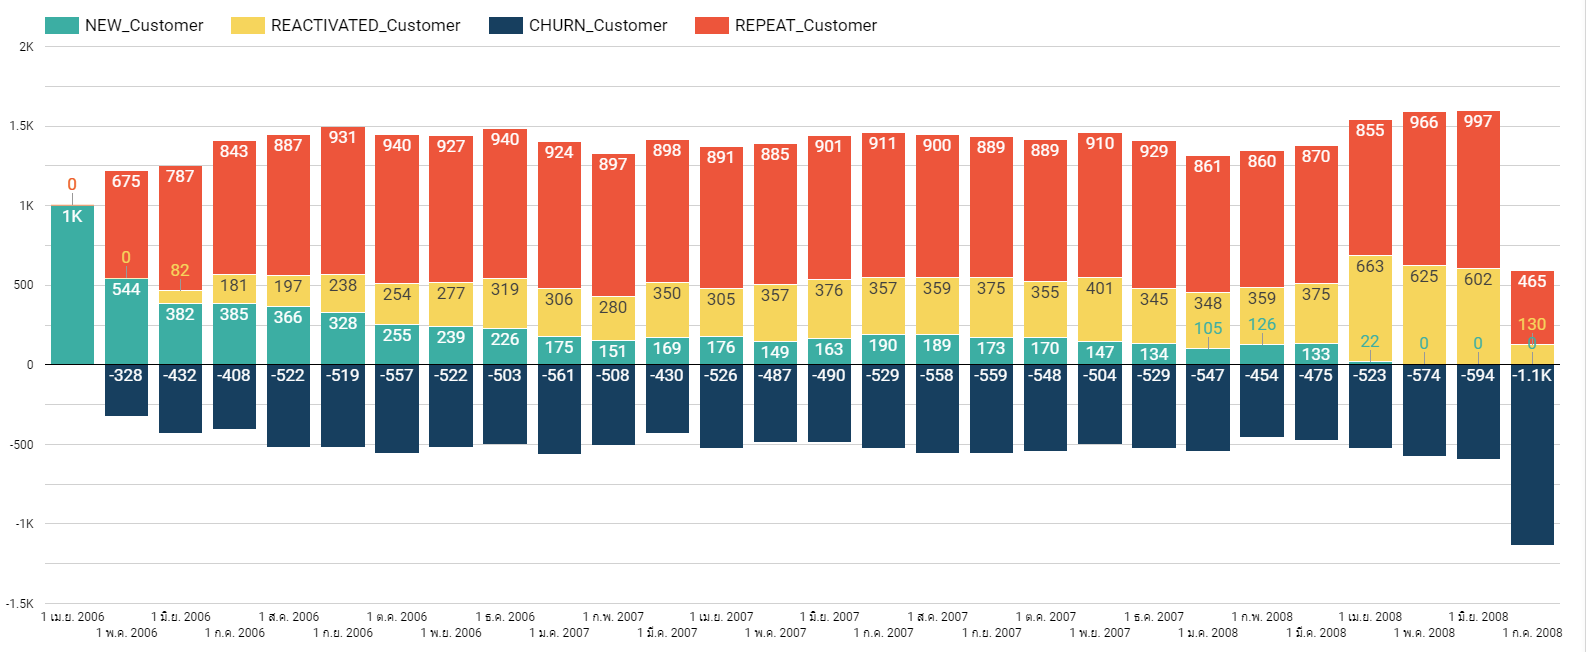 NEW_Customer REACTIVATED_Customer CHURN_Customer REPEAT_Customer
2K
1.5K
1K
500
0
-500
-1K
-1.5K
0 675 787 843 887 931 940 927 940 924 897 898 891 885 901 911 900 889 889 910 929 861 860 870 855 966 997 465
0 82 181 197 238 254 277 319 306 280 350 305 357 376 357 359 375 355 401 345 348 359 375 663 625 602 130
1K 544 382 385 366 328 255 239 226 175 151 169 176 149 163 190 189 173 170 147 134 105 126 133 22 0 0 0
-328 -432 -408 -522 -519 -557 -522 -503 -561 -508 -430 -526 -487 -490 -529 -558 -559 -548 -504 -529 -547 -454 -475 -523 -574 -594 -1.1K
1 เม.ย. 2006 1 มิ.ย. 2006 1 ส.ค. 2006 1 ต.ค. 2006 1 ธ.ค. 2006 1 ก.พ. 2007 1 เม.ย. 2007 1 มิ.ย. 2007 1 ส.ค. 2007 1 ต.ค. 2007 1 ธ.ค. 2007 1 ก.พ. 2008 1 เม.ย. 2008 1 มิ.ย. 2008
1 พ.ค. 2006 1 ก.ค. 2006 1 ก.ย. 2006 1 พ.ย. 2006 1 ม.ค. 2007 1 มี.ค. 2007 1 พ.ค. 2007 1 ก.ค. 2007 1 ก.ย. 2007 1 พ.ย. 2007 1 ม.ค. 2008 1 มี.ค. 2008 1 พ.ค. 2008 1 ก.ค. 2008